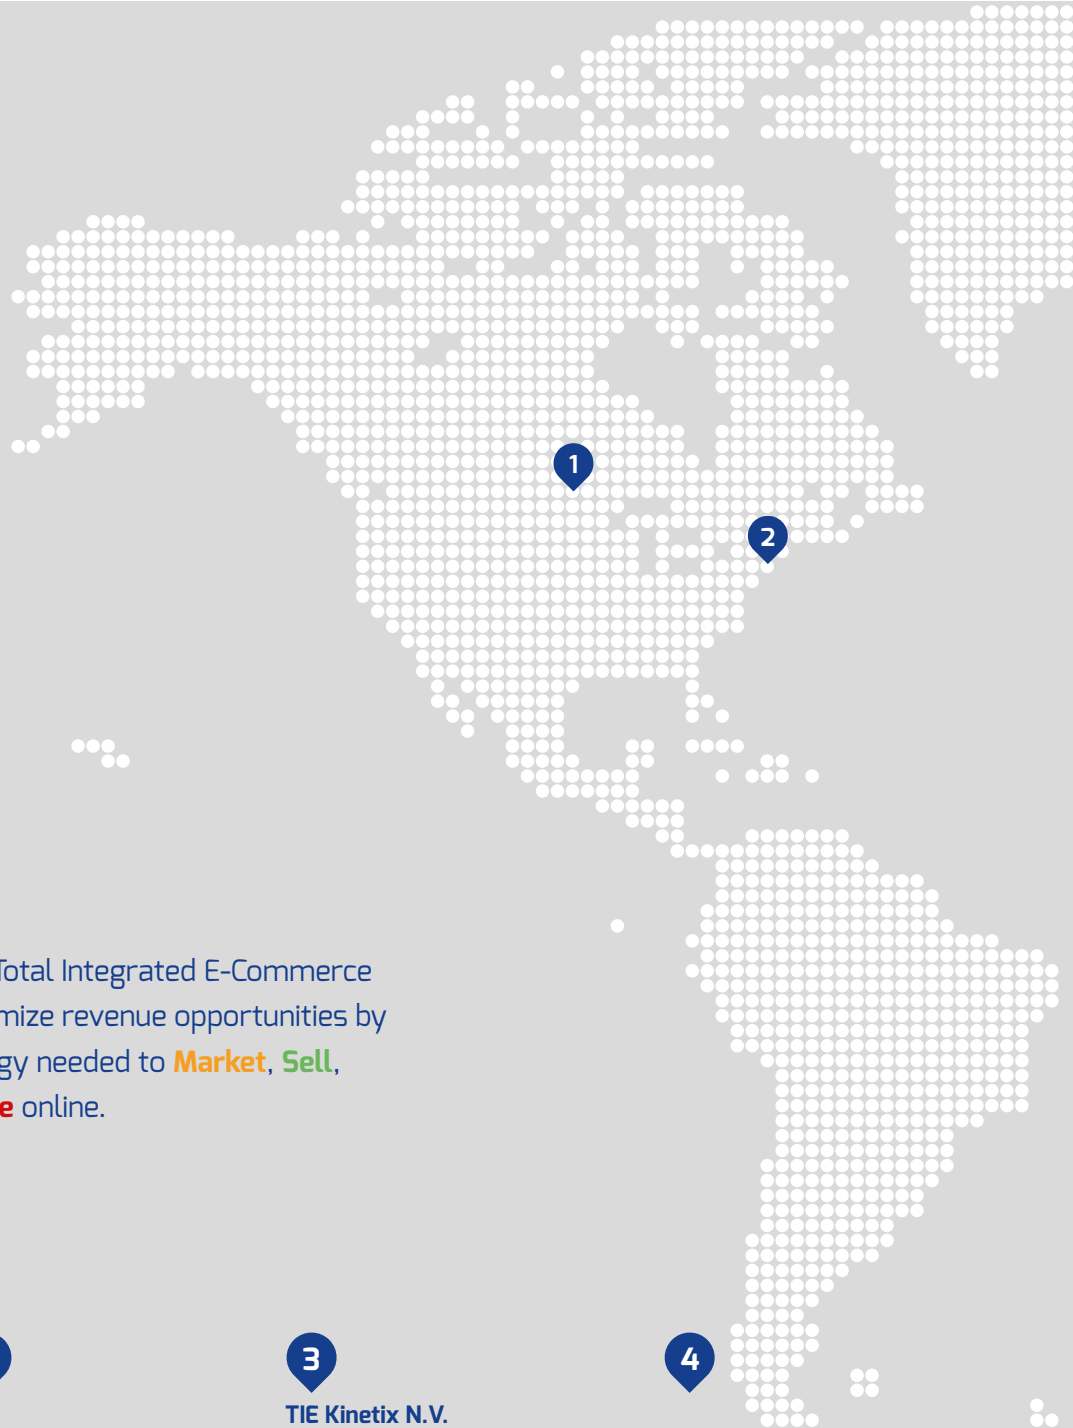 1
2
Total Integrated E-Commerce
mize revenue opportunities by
gy needed to Market, Sell,
e online.
3
4
TIE Kinetix N.V.